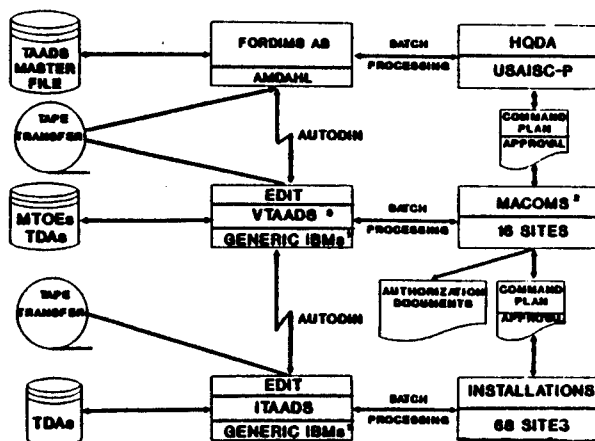 TAADS
MASTER
FILE
FORDIMS AS
AMDAHL
BATCH
PROCESSING
HQDA
USAISC-P
TAPE
TRANSFER
AUTODIN
COMMAND
PLAN
APPROVAL
MTOEs
TDAs
EDIT
VTAADS
GENERIC IBMs
BATCH
PROCESSING
MACOMS 2
16 SITES
TAPE
TRANSFER
AUTODIN
AUTHORIZATION
DOCUMENTS
COMMAND
PLAN
APPROVAL
TDAs
EDIT
ITAADS
GENERIC IBMs
BATCH
PROCESSING
INSTALLATIONS
68 SITE3